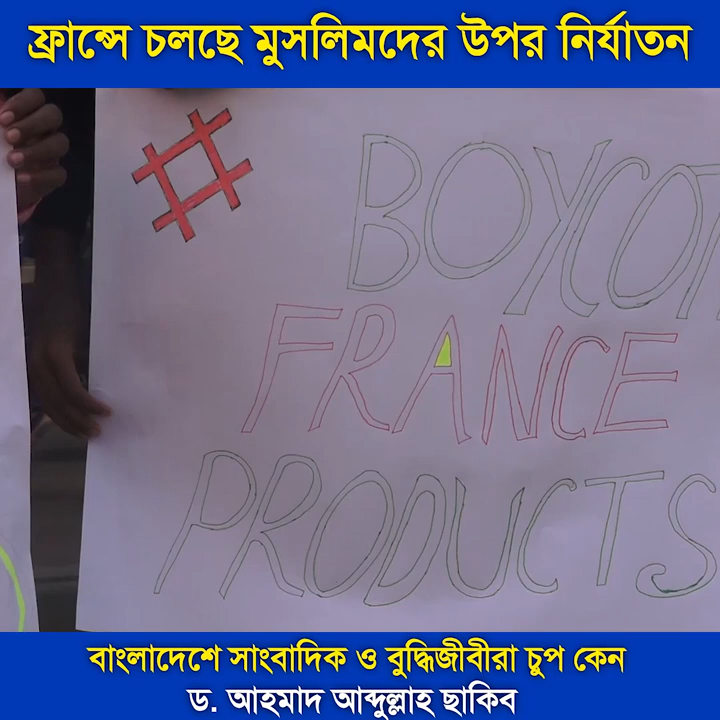 ফ্রান্সে চলছে মুসলিমদের উপর নির্যাতন
# BOYCOT
FRANCE
PRODUCTS
বাংলাদেশে সাংবাদিক ও বুদ্ধিজীবীরা চুপ কেন
ড. আহমাদ আব্দুল্লাহ ছাকিব